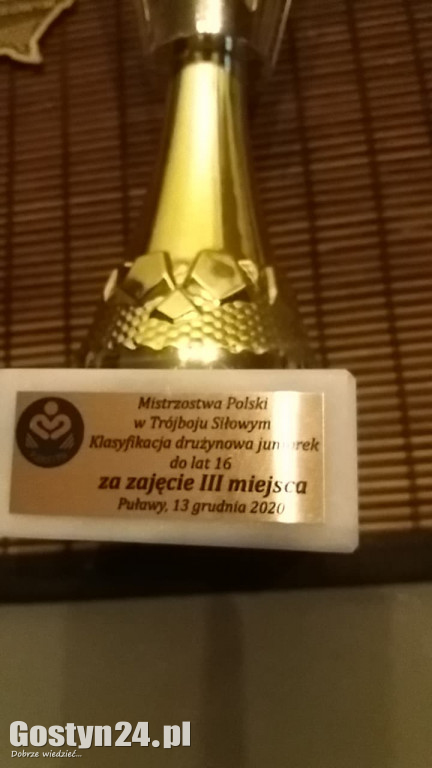 Mistrzostwa Polski
w Trójboju Siłowym
Klasyfikacja drużynowa juniorek
do lat 16
za zajęcie III miejsca
Puławy, 13 grudnia 2020
Gostyn24.pl
Dobrze wiedzieć...